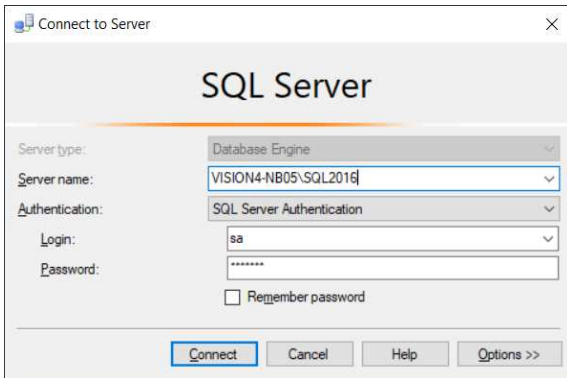 Connect to Server
SQL Server
Server type: Database Engine
Server name: VISION4-NB05\SQL2016
Authentication: SQL Server Authentication
Login: sa
Password: *******
Remember password
Connect Cancel Help Options >>